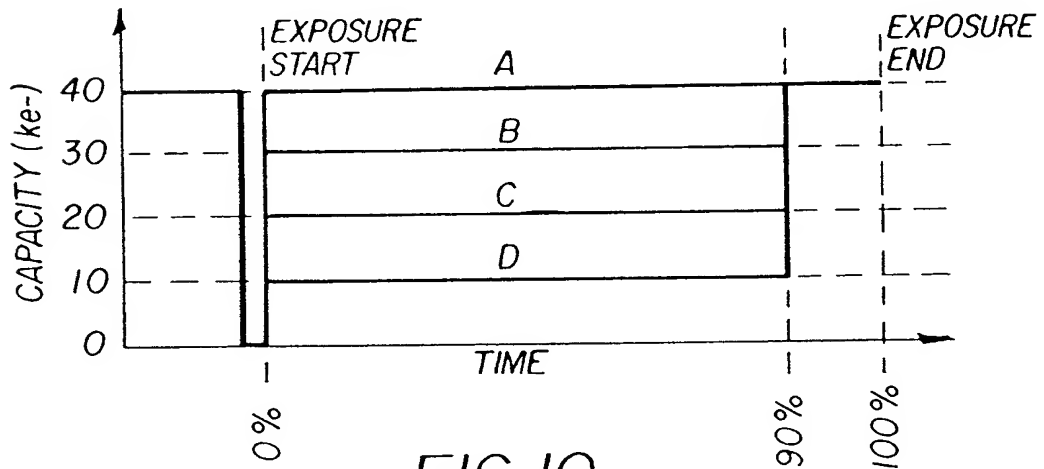 EXPOSURE
START
EXPOSURE
END
A
B
C
D
CAPACITY (ke-)
40
30
20
10
0
TIME
0%
90%
100%